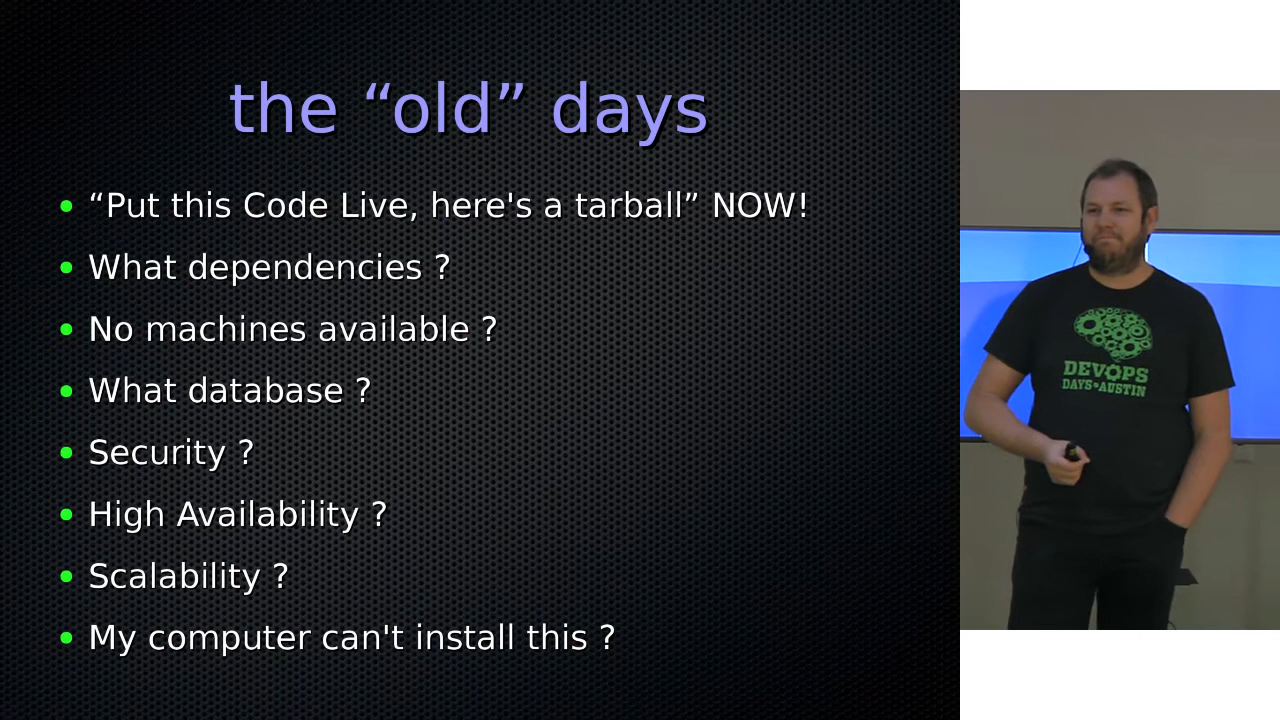 the “old” days
“Put this Code Live, here's a tarball” NOW!
What dependencies ?
No machines available ?
What database ?
Security ?
High Availability ?
Scalability ?
My computer can't install this ?
DEVOPS
DAYS AUSTIN